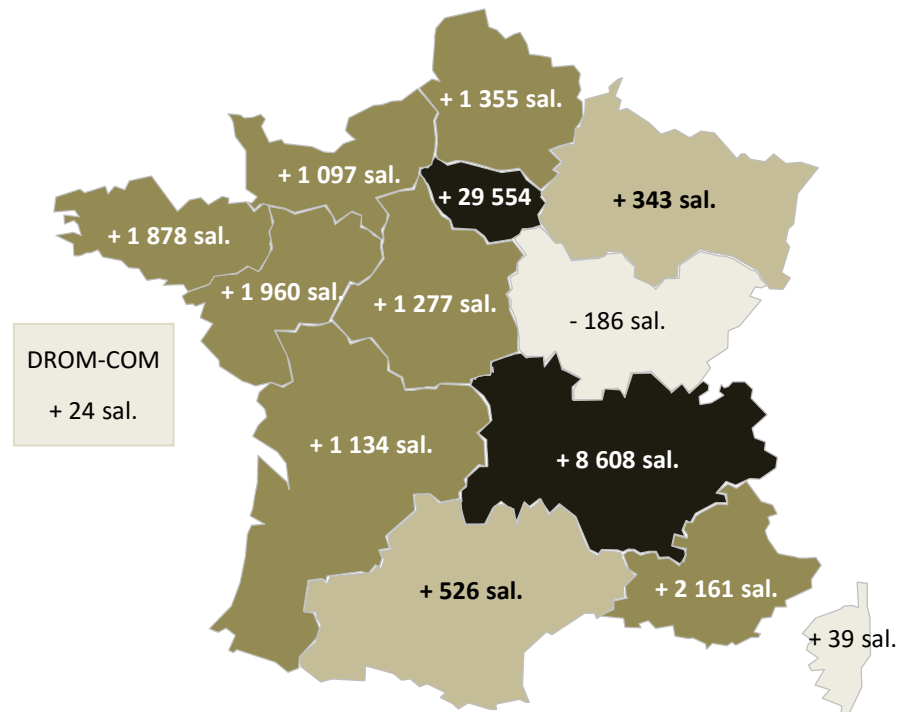 + 1 355 sal.
+ 1 097 sal.
+ 29 554
+ 343 sal.
+ 1 878 sal.
+ 1 960 sal.
+ 1 277 sal.
- 186 sal.
DROM-COM
+ 24 sal.
+ 1 134 sal.
+ 8 608 sal.
+ 526 sal.
+ 2 161 sal.
+ 39 sal.